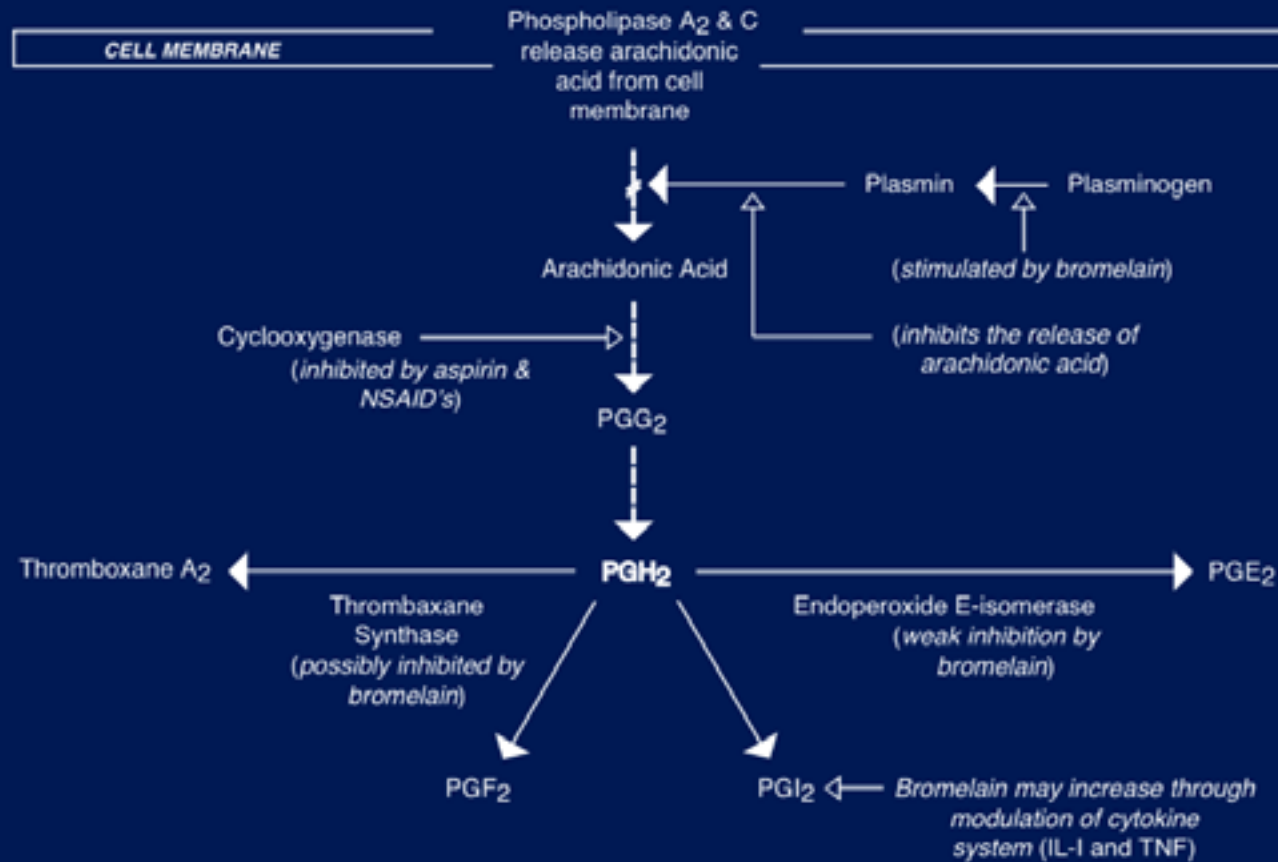 Phospholipase A₂ & C
CELL MEMBRANE
release arachidonic
acid from cell
membrane
Plasmin
Plasminogen
Arachidonic Acid
(stimulated by bromelain)
Cyclooxygenase
(inhibited by aspirin &
NSAID's)
(inhibits the release of
arachidonic acid)
PGG₂
Thromboxane A₂
PGH₂
PGE₂
Thrombaxane
Synthase
(possibly inhibited by
bromelain)
Endoperoxide E-isomerase
(weak inhibition by
bromelain)
PGF₂
PGI₂
Bromelain may increase through
modulation of cytokine
system (IL-I and TNF)